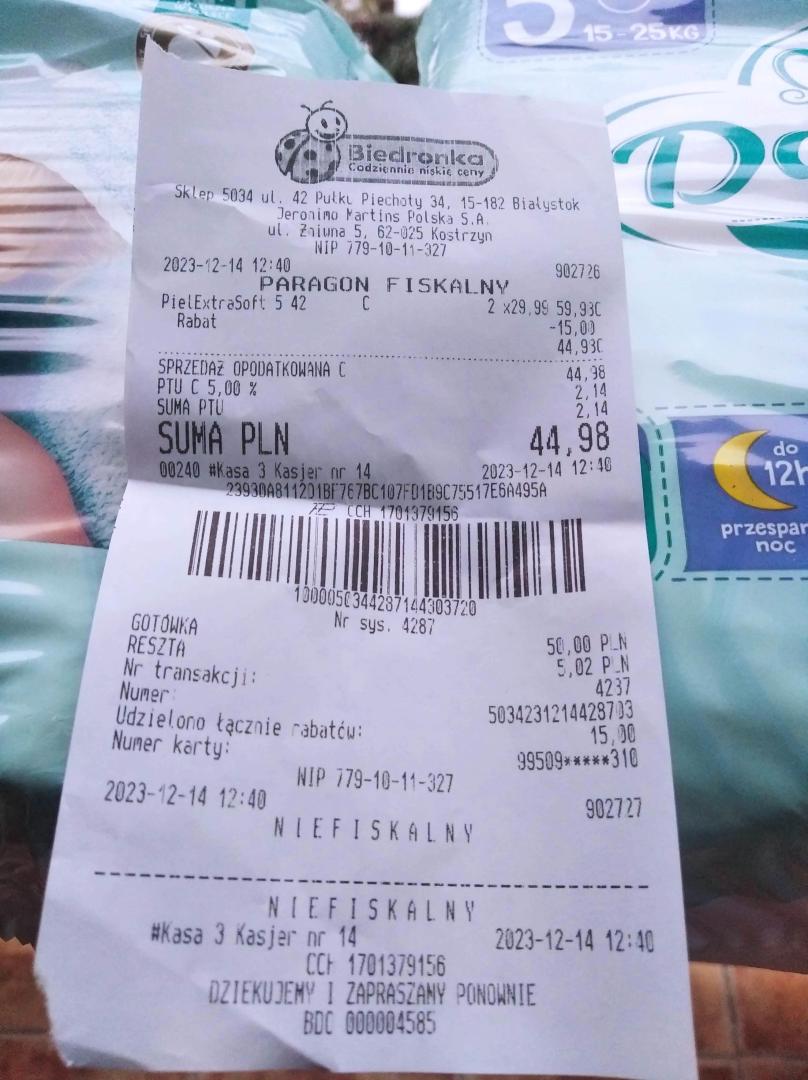 5 15-25KG
Biedronka
Codziennie niskie ceny
Sklep 5034 ul. 42 Pułku Piechoty 34, 15-182 Białystok
Jeronimo Martins Polska S.A.
ul. Żniwna 5, 62-025 Kostrzyn
NIP 779-10-11-327
2023-12-14 12:40 902726
PARAGON FISKALNY
PielExtraSoft 5 42 C 2 x29,99 59,98C
Rabat -15,00
44,98C
SPRZEDAŻ OPODATKOWANA C 44,98
PTU C 5,00 % 2,14
SUMA PTU 2,14
SUMA PLN 44,98
00240 #Kasa 3 Kasjer nr 14 2023-12-14 12:40
23930A8112D1BF767BC107FD1B9C75517E6A495A
CCH 1701379156
1000050344287144303720
Nr sys. 4287
GOTÓWKA 50,00 PLN
RESZTA 5,02 PLN
Nr transakcji: 4287
Numer: 5034231214428703
Udzielono łącznie rabatów: 15,00
Numer karty: 99509*****310
NIP 779-10-11-327
2023-12-14 12:40 902727
NIEFISKALNY
NIEFISKALNY
#Kasa 3 Kasjer nr 14 2023-12-14 12:40
CCH 1701379156
DZIEKUJEMY I ZAPRASZAMY PONOWNIE
BDC 000004585
do
12h
noc